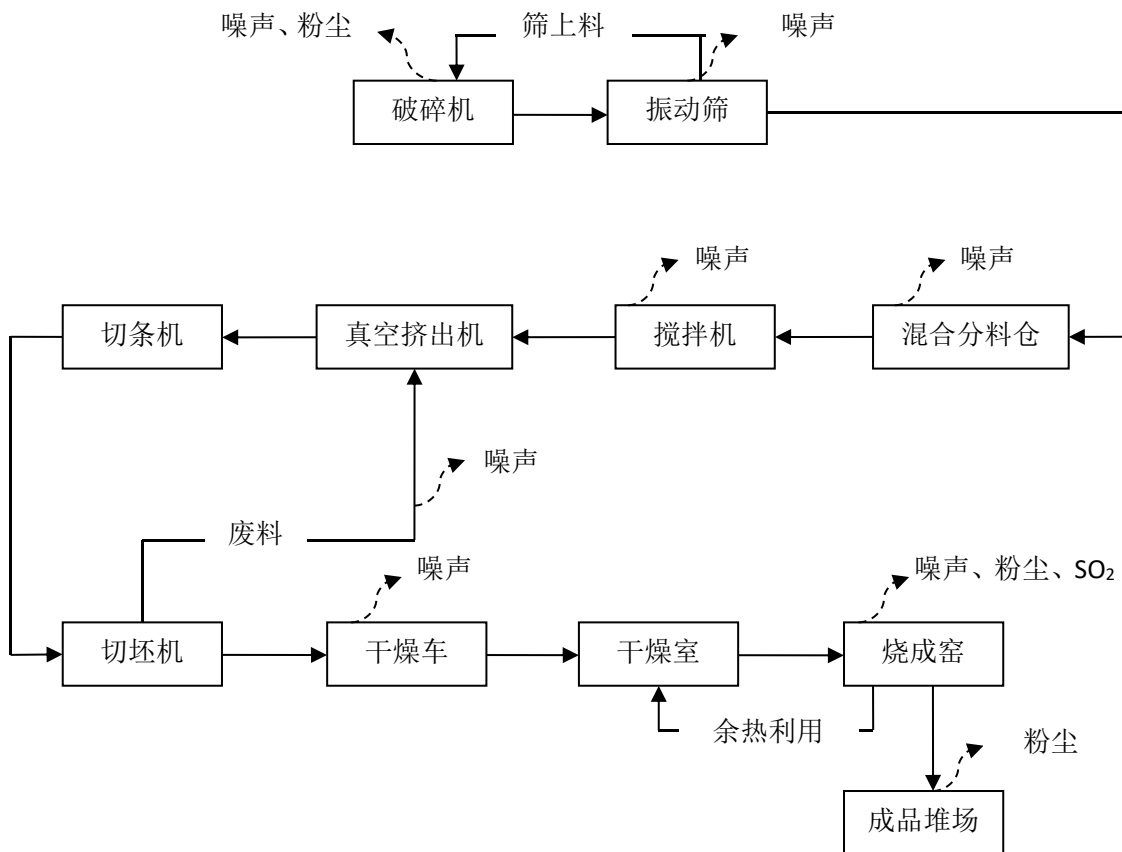 噪声、粉尘
筛上料
噪声
破碎机
振动筛
噪声
噪声
切条机
真空挤出机
搅拌机
混合分料仓
噪声
废料
噪声
噪声、粉尘、SO₂
切坯机
干燥车
干燥室
烧成窑
余热利用
粉尘
成品堆场